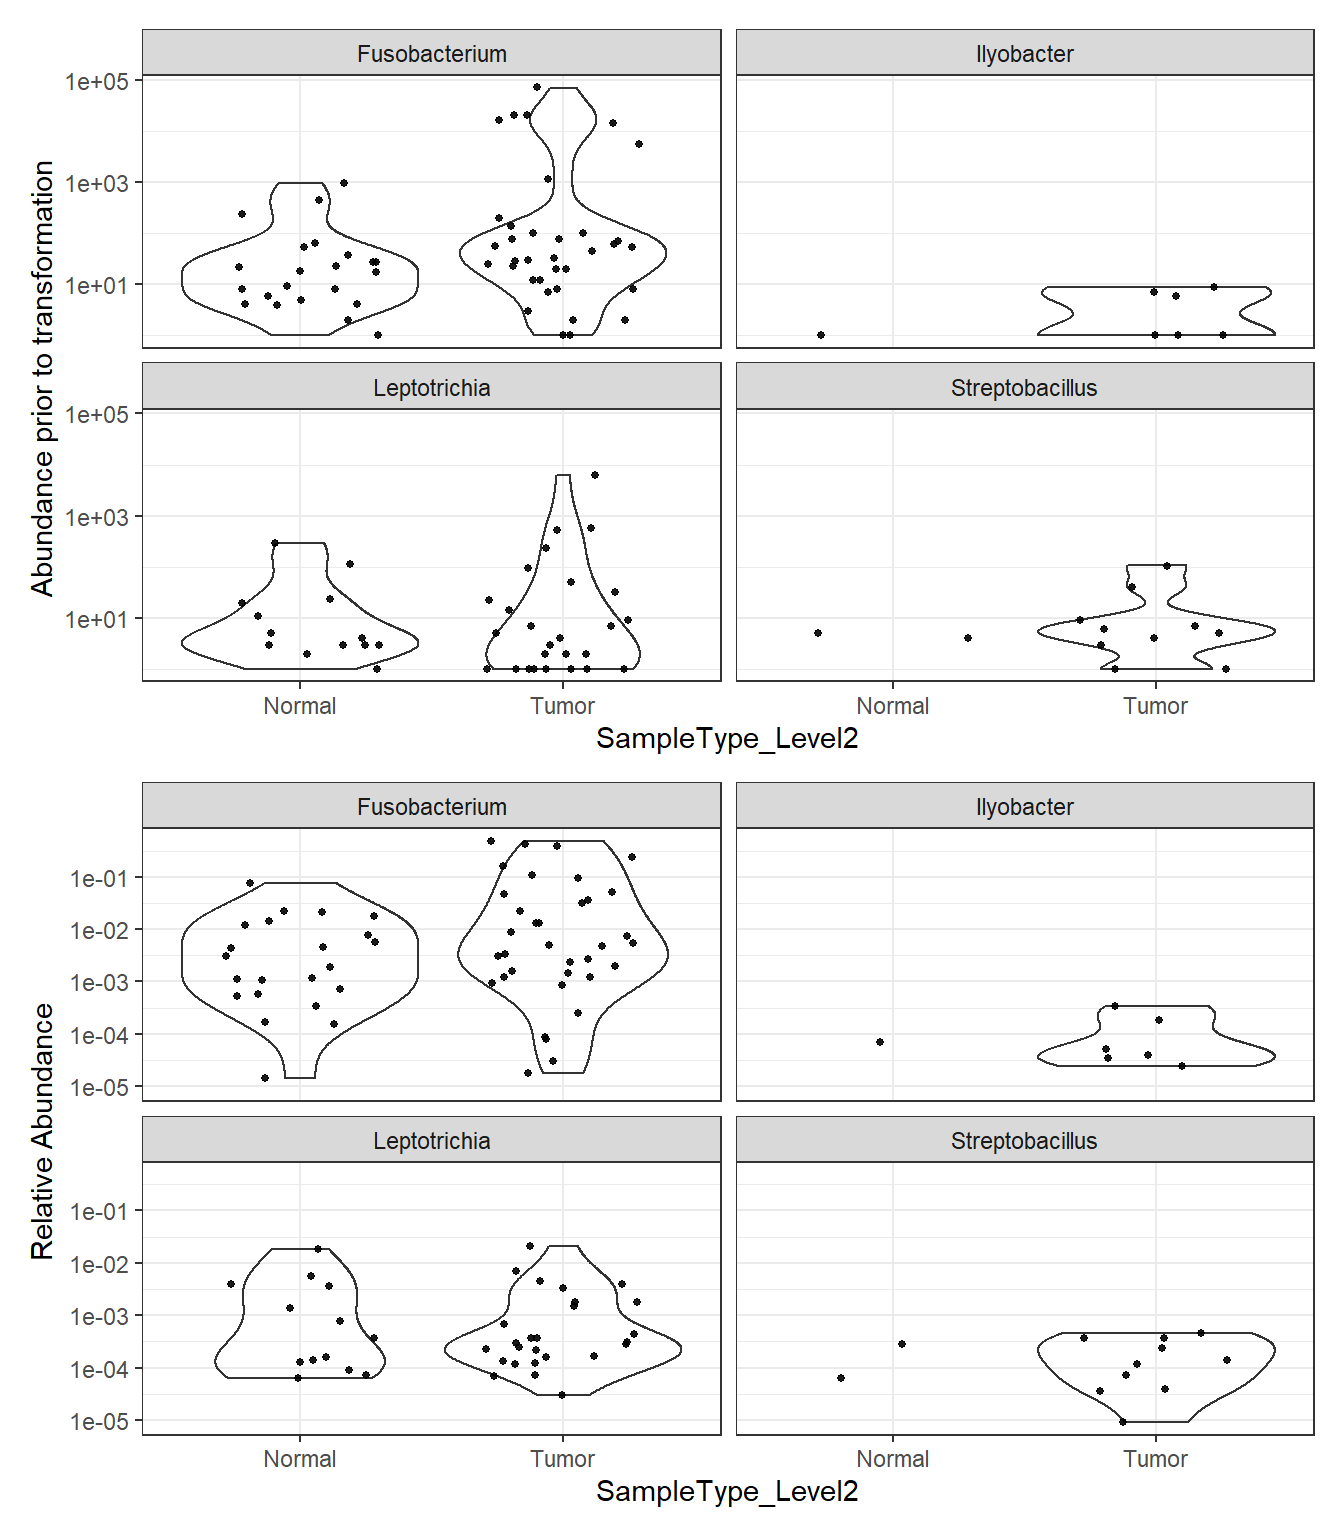 Abundance prior to transformation
Fusobacterium
Ilyobacter
1e+05
1e+03
1e+01
Leptotrichia
Streptobacillus
1e+05
1e+03
1e+01
Normal
Tumor
Normal
Tumor
SampleType_Level2
Relative Abundance
Fusobacterium
Ilyobacter
1e-01
1e-02
1e-03
1e-04
1e-05
Leptotrichia
Streptobacillus
1e-01
1e-02
1e-03
1e-04
1e-05
Normal
Tumor
Normal
Tumor
SampleType_Level2